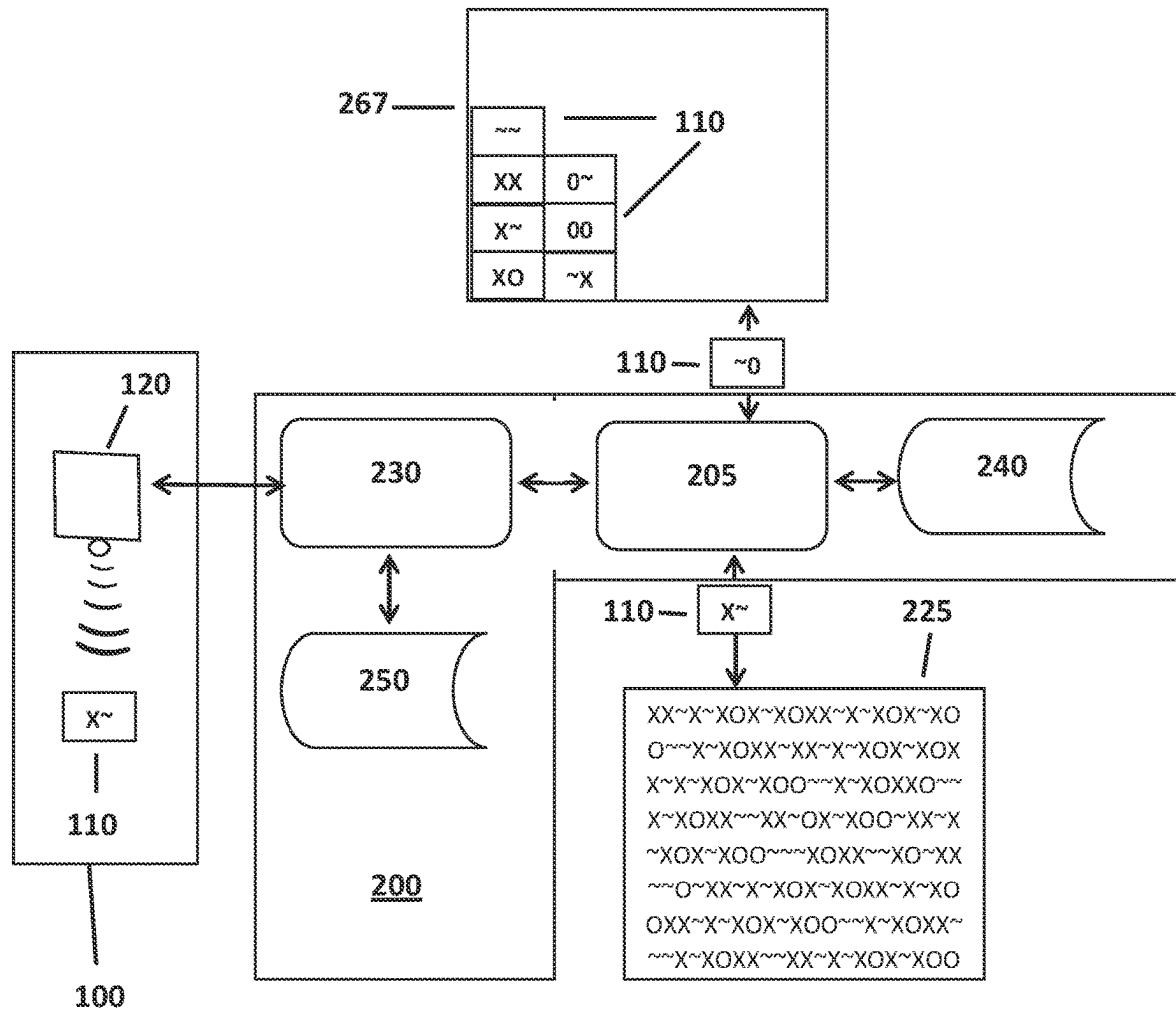 267
110
~~
XX 0~
X~ 00
XO ~X
110 ~0
120
230 205 240
110 X~ 225
250
X~
110
XX~X~XOX~XOXX~X~XOX~XO
O~~X~XOXX~XX~X~XOX~XOX
X~X~XOX~XOO~~X~XOXXO~~
X~XOXX~~XX~OX~XOO~XX~X
~XOX~XOO~~~XOXX~~XO~XX
~~O~XX~X~XOX~XOXX~X~XO
OXX~X~XOX~XOO~~X~XOXX~
~~X~XOXX~~XX~X~XOX~XOO
200
100